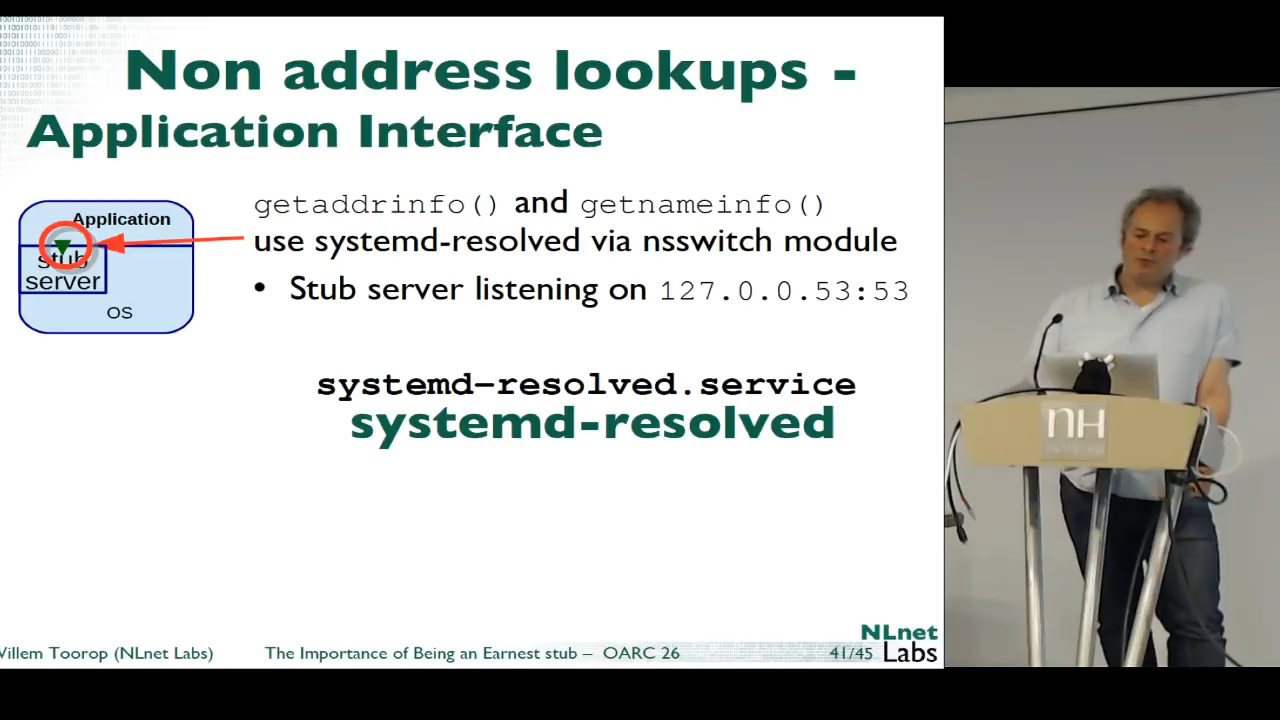 Non address lookups -
Application Interface
Application
stub
server
OS
getaddrinfo() and getnameinfo()
use systemd-resolved via nsswitch module
• Stub server listening on 127.0.0.53:53
systemd-resolved.service
systemd-resolved
nH
NLnet
Labs
Willem Toorop (NLnet Labs)
The Importance of Being an Earnest stub – OARC 26
41/45